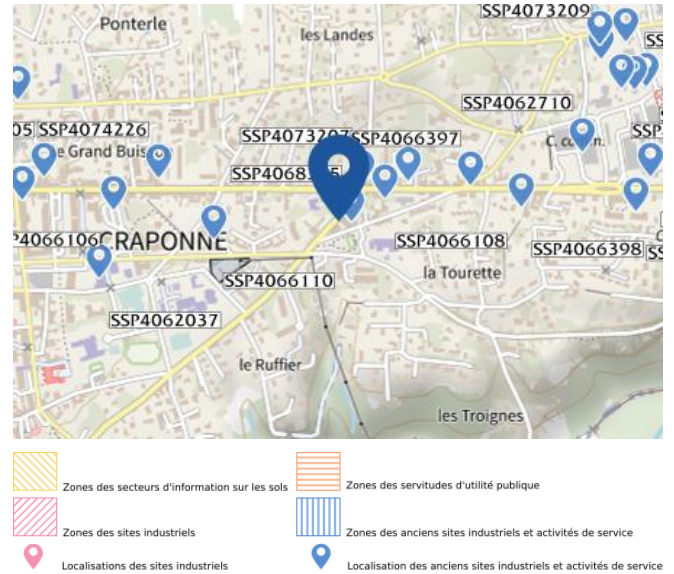 SSP4073209
Ponterle
les Landes
SSP4062710
05
SSP4074226
SSP4066397
e Grand Buis
C. co
n.
CRAPONNE
SSP4066108
SSP4066398
la Tourette
SSP4066110
SSP4062037
le Ruffier
les Troignes
Zones des secteurs d'information sur les sols
Zones des servitudes d'utilité publique
Zones des sites industriels
Zones des anciens sites industriels et activités de service
Localisations des sites industriels
Localisation des anciens sites industriels et activités de service